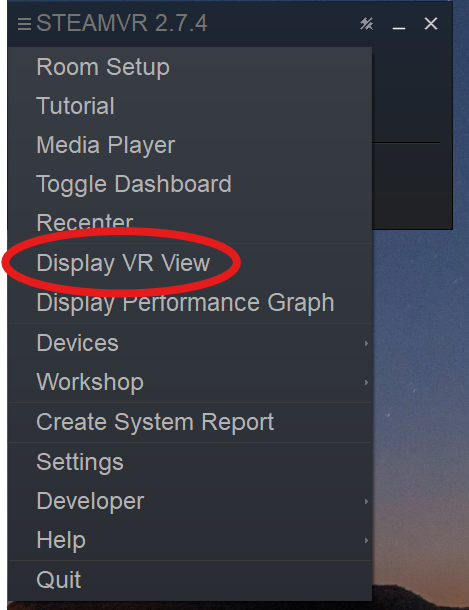 STEAMVR 2.7.4
Room Setup
Tutorial
Media Player
Toggle Dashboard
Recenter
Display VR View
Display Performance Graph
Devices
Workshop
Create System Report
Settings
Developer
Help
Quit